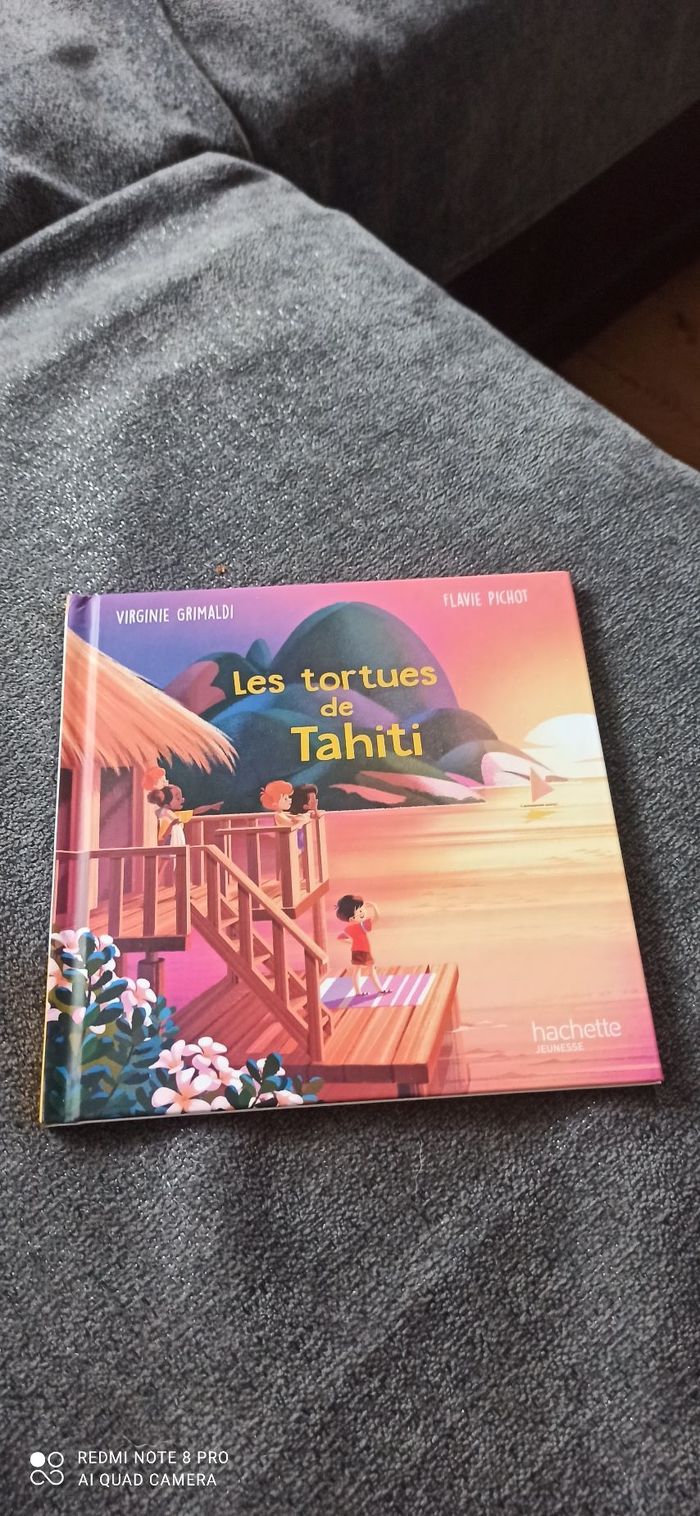 VIRGINIE GRIMALDI
FLAVIE PICHOT
Les tortues
de
Tahiti
hachette
JEUNESSE
REDMI NOTE 8 PRO
AI QUAD CAMERA